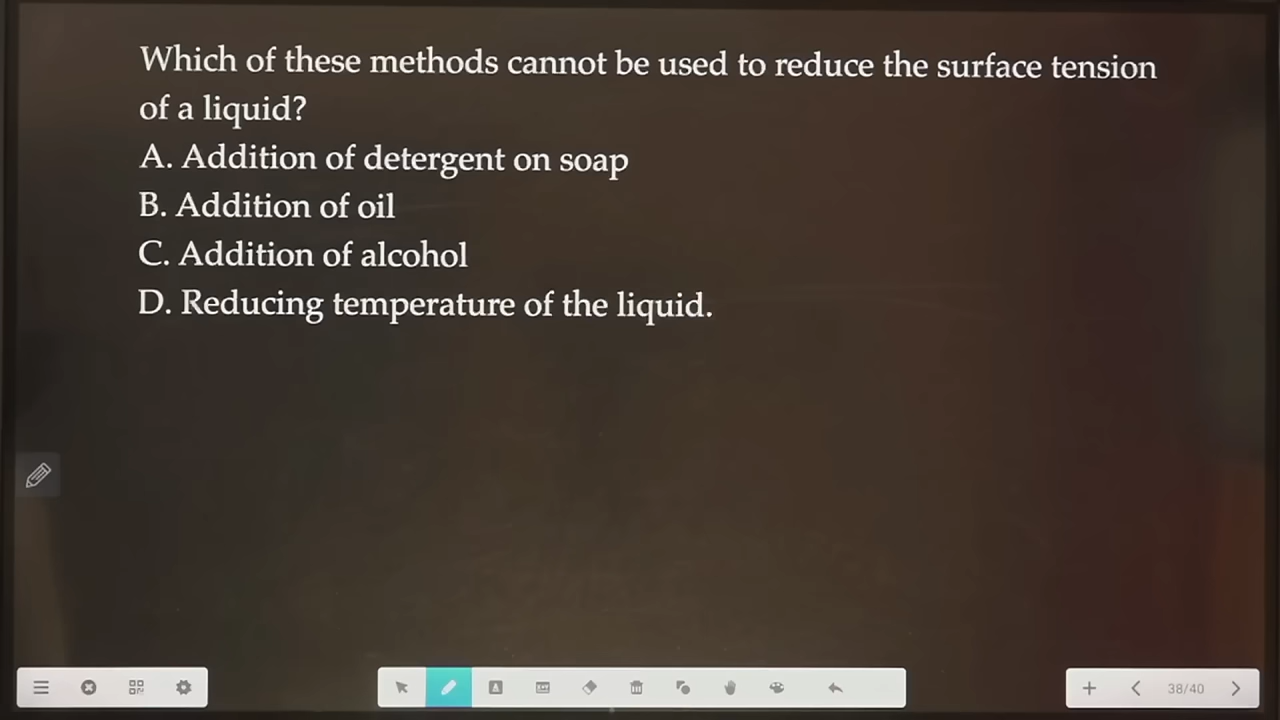 Which of these methods cannot be used to reduce the surface tension
of a liquid?
A. Addition of detergent on soap
B. Addition of oil
C. Addition of alcohol
D. Reducing temperature of the liquid.
38/40